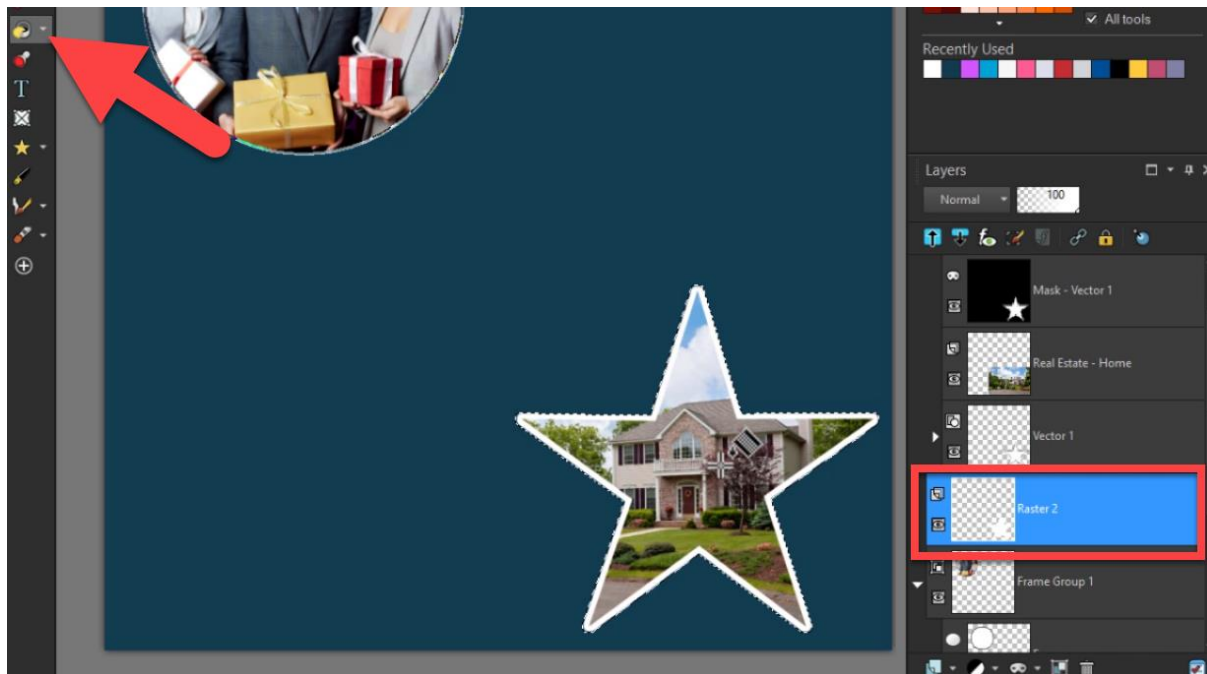 All tools
Recently Used
Layers
Normal
100
Mask - Vector 1
Real Estate - Home
Vector 1
Raster 2
Frame Group 1